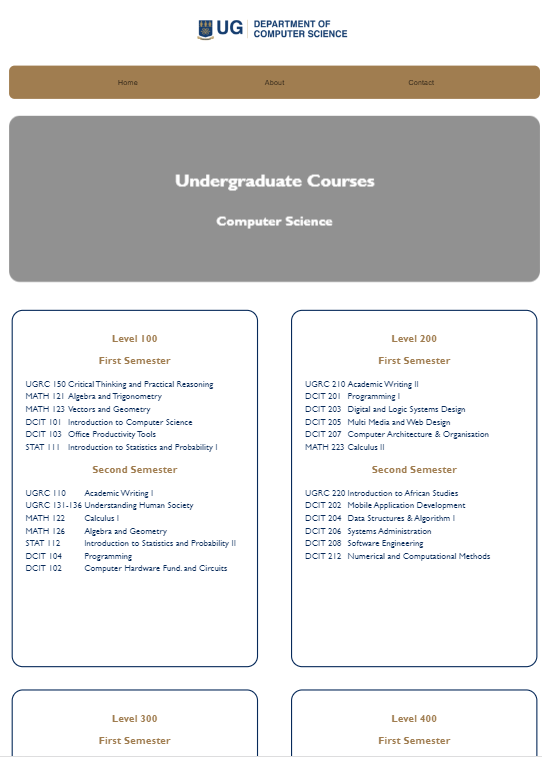 UG DEPARTMENT OF
COMPUTER SCIENCE
Home About Contact
Undergraduate Courses
Computer Science
Level 100
First Semester
UGRC 150 Critical Thinking and Practical Reasoning
MATH 121 Algebra and Trigonometry
MATH 123 Vectors and Geometry
DCIT 101 Introduction to Computer Science
DCIT 103 Office Productivity Tools
STAT 111 Introduction to Statistics and Probability I
Second Semester
UGRC 110 Academic Writing I
UGRC 131-136 Understanding Human Society
MATH 122 Calculus I
MATH 126 Algebra and Geometry
STAT 112 Introduction to Statistics and Probability II
DCIT 104 Programming
DCIT 102 Computer Hardware Fund. and Circuits
Level 200
First Semester
UGRC 210 Academic Writing II
DCIT 201 Programming I
DCIT 203 Digital and Logic Systems Design
DCIT 205 Multi Media and Web Design
DCIT 207 Computer Architecture & Organisation
MATH 223 Calculus II
Second Semester
UGRC 220 Introduction to African Studies
DCIT 202 Mobile Application Development
DCIT 204 Data Structures & Algorithm I
DCIT 206 Systems Administration
DCIT 208 Software Engineering
DCIT 212 Numerical and Computational Methods
Level 300
First Semester
Level 400
First Semester